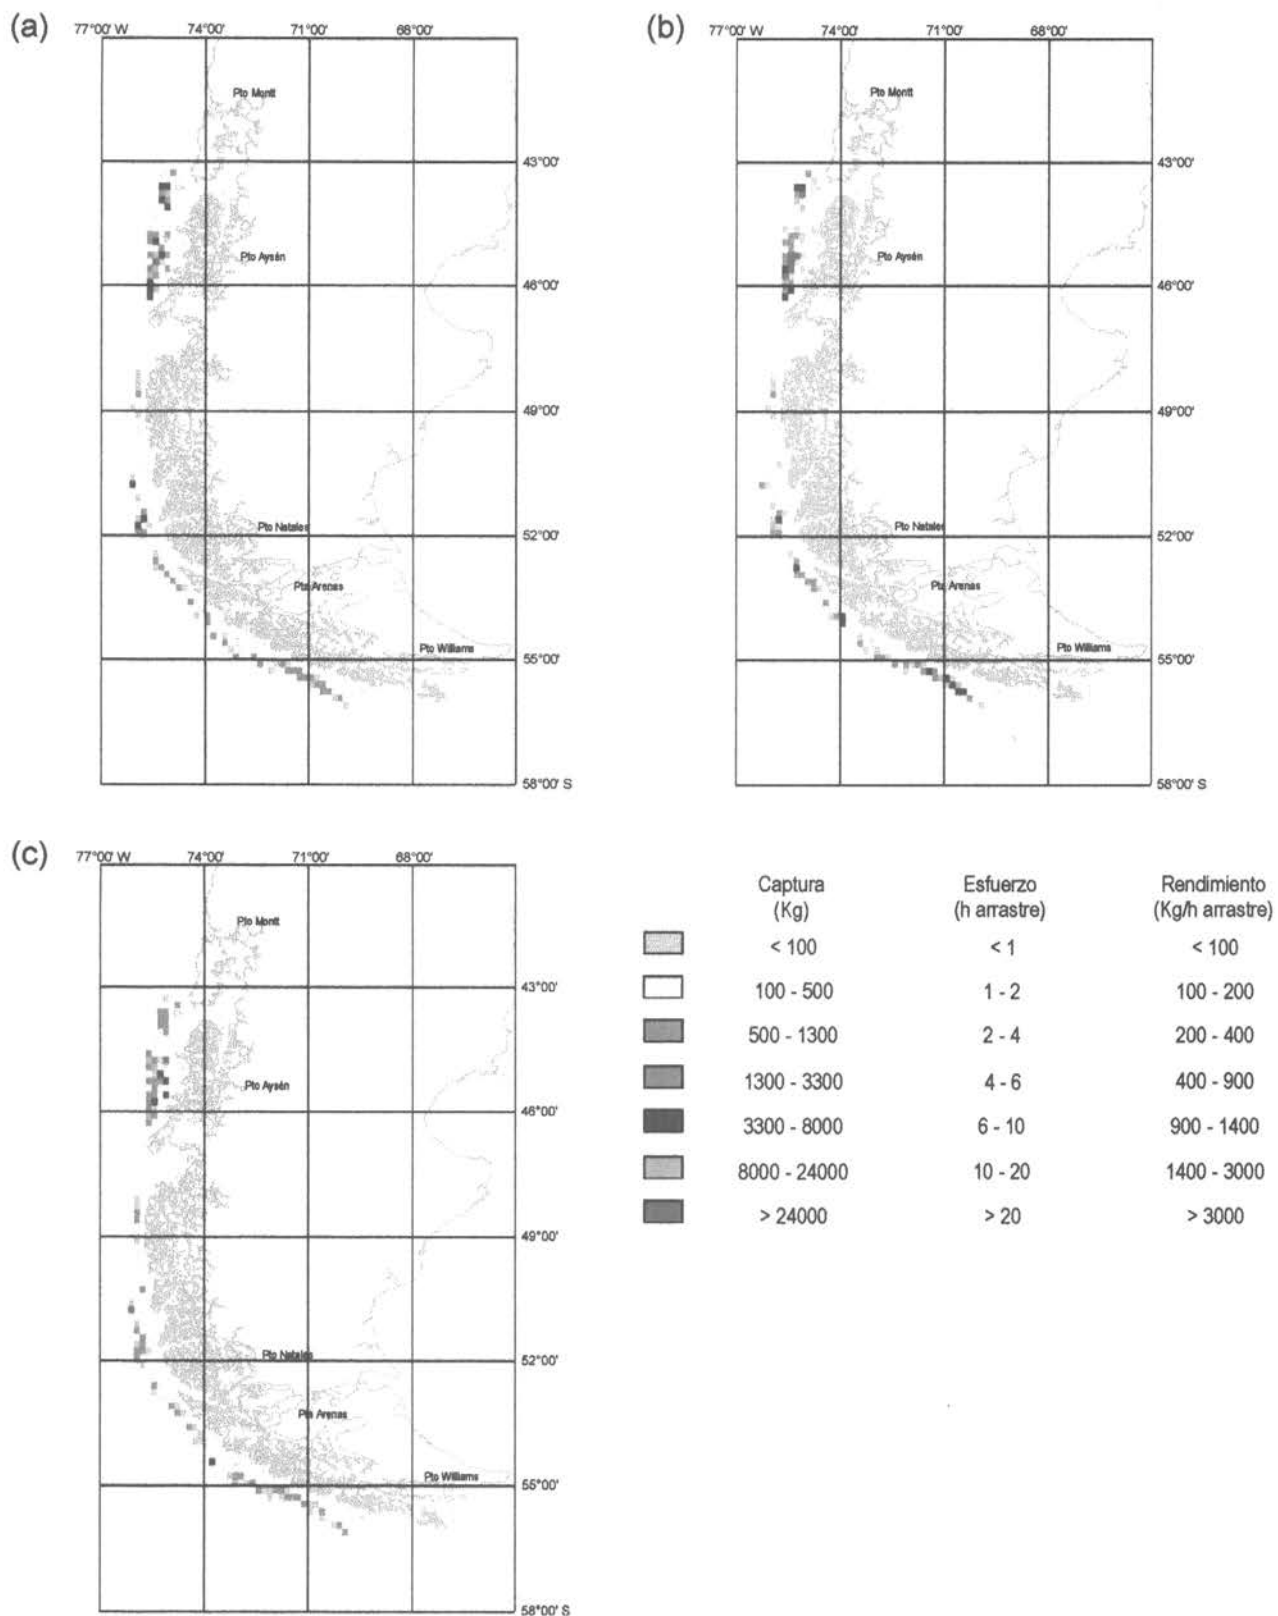 (a)
77°00' W 74°00' 71°00' 68°00'
Pto Montt
43°00'
Pto Aysén
46°00'
49°00'
Pto Natales
52°00'
Pta Arenas
Pto Williams
55°00'
58°00' S
(b)
77°00' W 74°00' 71°00' 68°00'
Pto Montt
43°00'
Pto Aysén
46°00'
49°00'
Pto Natales
52°00'
Pta Arenas
Pto Williams
55°00'
58°00' S
(c)
77°00' W 74°00' 71°00' 68°00'
Pto Montt
43°00'
Pto Aysén
46°00'
49°00'
Pto Natales
52°00'
Pta Arenas
Pto Williams
55°00'
58°00' S
Captura Esfuerzo Rendimiento
(Kg) (h arrastre) (Kg/h arrastre)
< 100 < 1 < 100
100 - 500 1 - 2 100 - 200
500 - 1300 2 - 4 200 - 400
1300 - 3300 4 - 6 400 - 900
3300 - 8000 6 - 10 900 - 1400
8000 - 24000 10 - 20 1400 - 3000
> 24000 > 20 > 3000